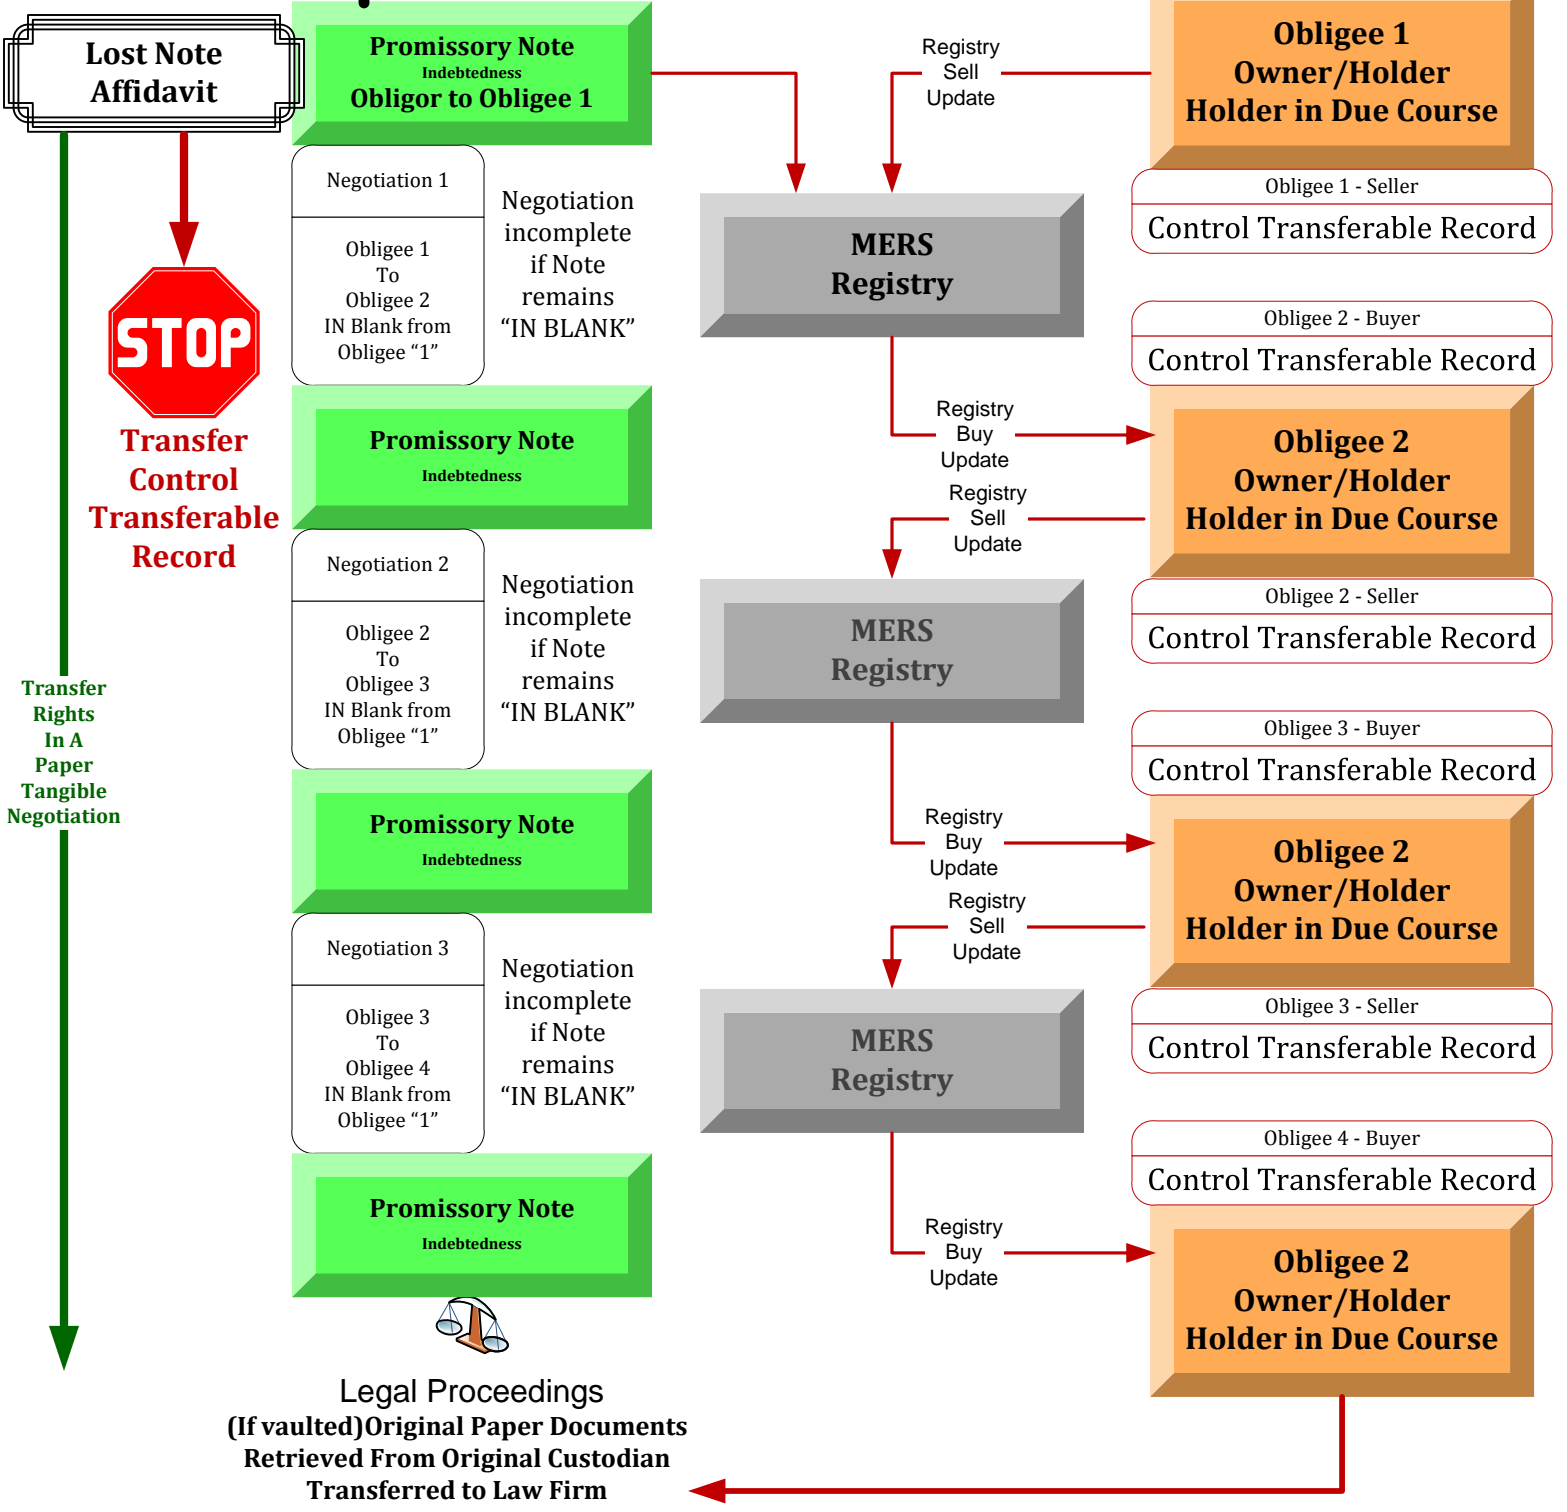 Lost Note
Affidavit
Promissory Note
Indebtedness
Obligor to Obligee 1
Registry
Sell
Update
Obligee 1
Owner/Holder
Holder in Due Course
Obligee 1 - Seller
Control Transferable Record
Negotiation 1
Obligee 1
To
Obligee 2
IN Blank from
Obligee “1”
Negotiation
incomplete
if Note
remains
“IN BLANK”
MERS
Registry
STOP
Transfer
Control
Transferable
Record
Obligee 2 - Buyer
Control Transferable Record
Promissory Note
Indebtedness
Registry
Buy
Update
Obligee 2
Owner/Holder
Holder in Due Course
Registry
Sell
Update
Obligee 2 - Seller
Control Transferable Record
Negotiation 2
Obligee 2
To
Obligee 3
IN Blank from
Obligee “1”
Negotiation
incomplete
if Note
remains
“IN BLANK”
MERS
Registry
Transfer
Rights
In A
Paper
Tangible
Negotiation
Obligee 3 - Buyer
Control Transferable Record
Promissory Note
Indebtedness
Registry
Buy
Update
Obligee 2
Owner/Holder
Holder in Due Course
Registry
Sell
Update
Obligee 3 - Seller
Control Transferable Record
Negotiation 3
Obligee 3
To
Obligee 4
IN Blank from
Obligee “1”
Negotiation
incomplete
if Note
remains
“IN BLANK”
MERS
Registry
Obligee 4 - Buyer
Control Transferable Record
Promissory Note
Indebtedness
Registry
Buy
Update
Obligee 2
Owner/Holder
Holder in Due Course
Legal Proceedings
(If vaulted)Original Paper Documents
Retrieved From Original Custodian
Transferred to Law Firm